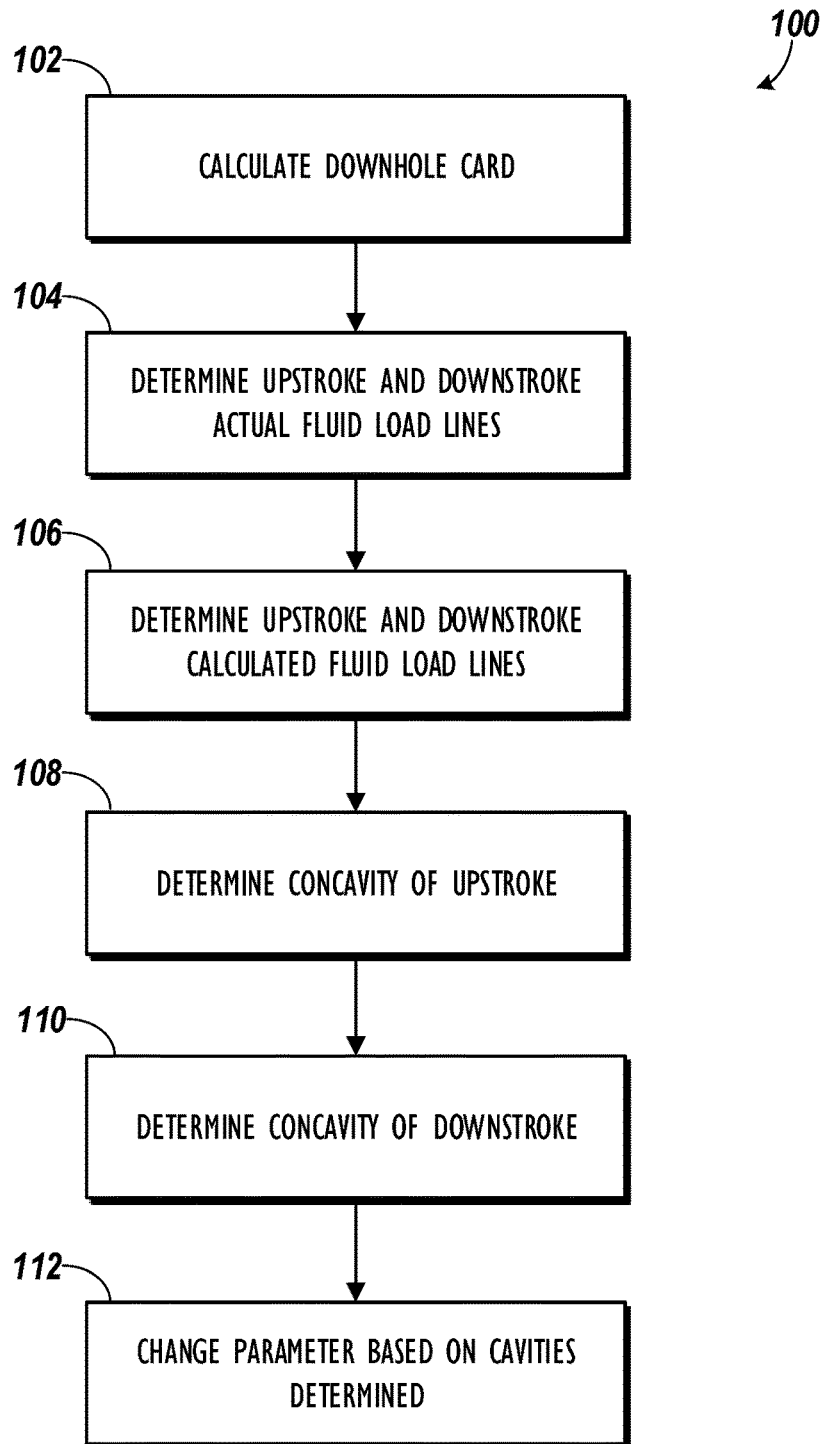 100
102
CALCULATE DOWNHOLE CARD
104
DETERMINE UPSTROKE AND DOWNSTROKE
ACTUAL FLUID LOAD LINES
106
DETERMINE UPSTROKE AND DOWNSTROKE
CALCULATED FLUID LOAD LINES
108
DETERMINE CONCAVITY OF UPSTROKE
110
DETERMINE CONCAVITY OF DOWNSTROKE
112
CHANGE PARAMETER BASED ON CAVITIES
DETERMINED